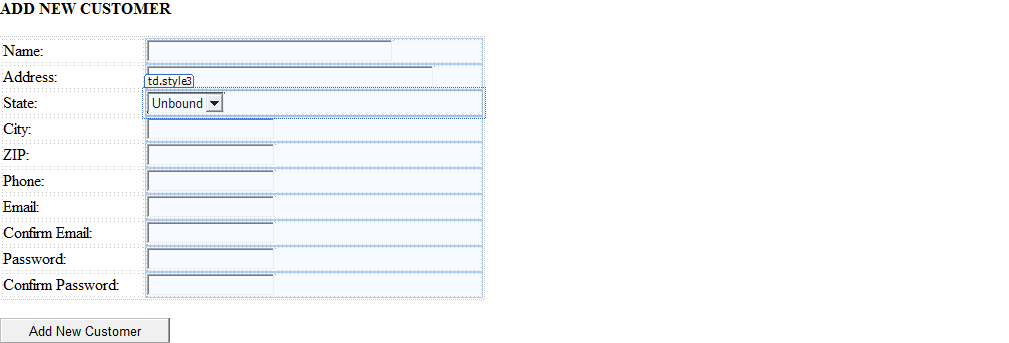 ADD NEW CUSTOMER
Name:
Address:
td.style3
State: Unbound
City:
ZIP:
Phone:
Email:
Confirm Email:
Password:
Confirm Password:
Add New Customer